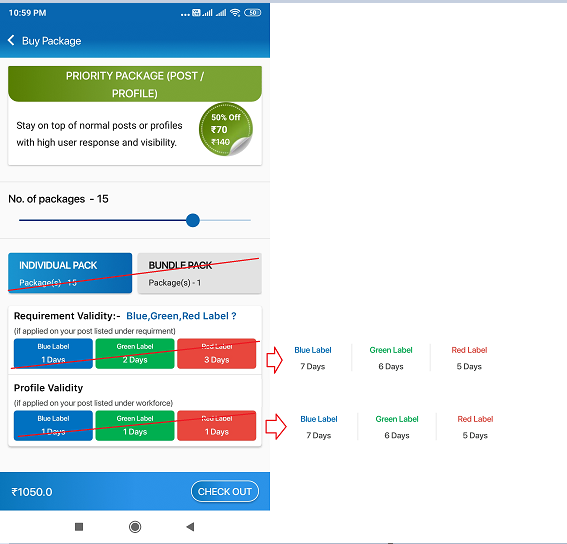 10:59 PM
50
Buy Package
PRIORITY PACKAGE (POST /
PROFILE)
Stay on top of normal posts or profiles
with high user response and visibility.
50% Off
₹70
₹140
No. of packages - 15
INDIVIDUAL PACK
Package(s) - 15
BUNDLE PACK
Package(s) - 1
Requirement Validity:- Blue,Green,Red Label ?
(if applied on your post listed under requirment)
Blue Label
1 Days
Green Label
2 Days
Red Label
3 Days
Blue Label
7 Days
Green Label
6 Days
Red Label
5 Days
Profile Validity
(if applied on your post listed under workforce)
Blue Label
1 Days
Green Label
1 Days
Red Label
1 Days
Blue Label
7 Days
Green Label
6 Days
Red Label
5 Days
₹1050.0
CHECK OUT